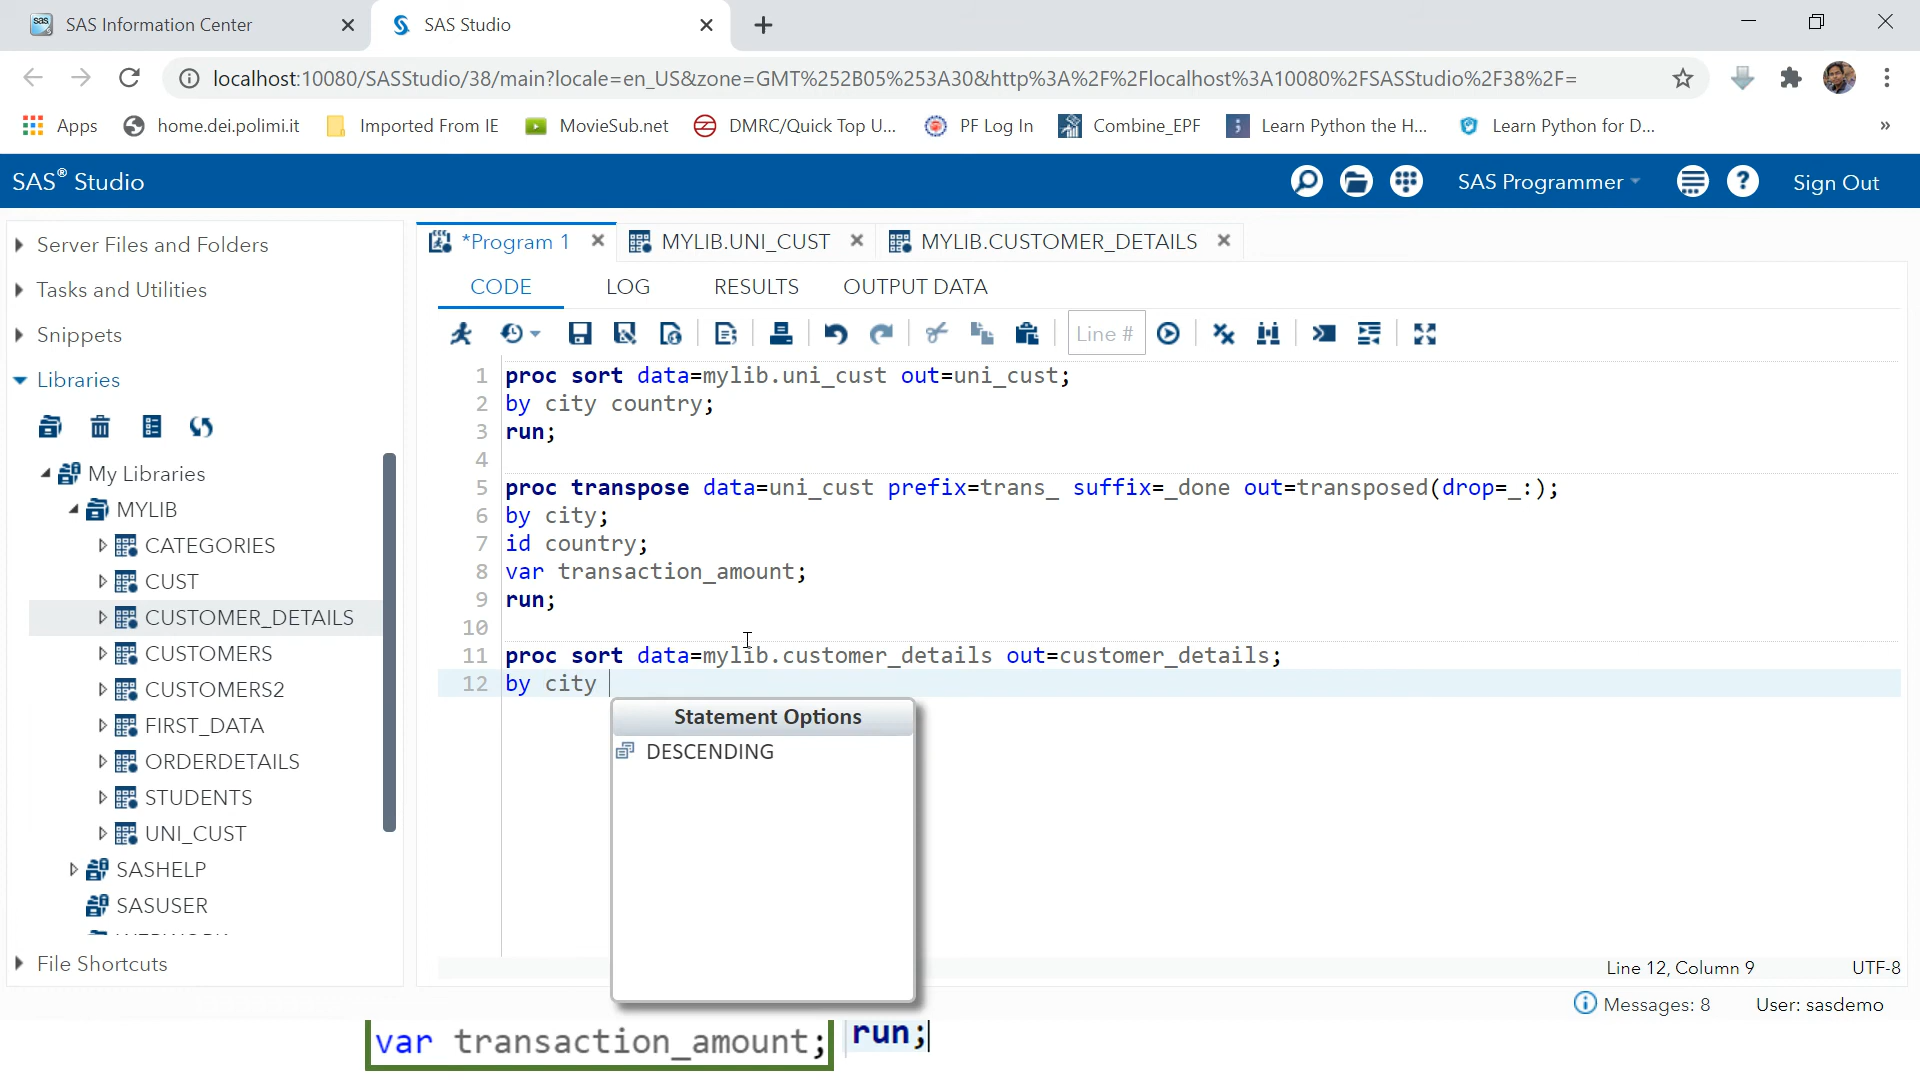 SAS Information Center
SAS Studio
localhost:10080/SASStudio/38/main?locale=en_US&zone=GMT%252B05%253A30&http%3A%2F%2Flocalhost%3A10080%2FSASStudio%2F38%2F=
Apps
home.dei.polimi.it
Imported From IE
MovieSub.net
DMRC/Quick Top U...
PF Log In
Combine_EPF
Learn Python the H...
Learn Python for D...
»
SAS® Studio
SAS Programmer
Sign Out
Server Files and Folders
Tasks and Utilities
Snippets
Libraries
My Libraries
MYLIB
CATEGORIES
CUST
CUSTOMER_DETAILS
CUSTOMERS
CUSTOMERS2
FIRST_DATA
ORDERDETAILS
STUDENTS
UNI_CUST
SASHELP
SASUSER
File Shortcuts
*Program 1
MYLIB.UNI_CUST
MYLIB.CUSTOMER_DETAILS
CODE
LOG
RESULTS
OUTPUT DATA
Line #
1 proc sort data=mylib.uni_cust out=uni_cust;
2 by city country;
3 run;
4
5 proc transpose data=uni_cust prefix=trans_ suffix=_done out=transposed(drop=_:);
6 by city;
7 id country;
8 var transaction_amount;
9 run;
10
11 proc sort data=mylib.customer_details out=customer_details;
12 by city
Statement Options
DESCENDING
Line 12, Column 9
UTF-8
Messages: 8
User: sasdemo
var transaction_amount;
run;